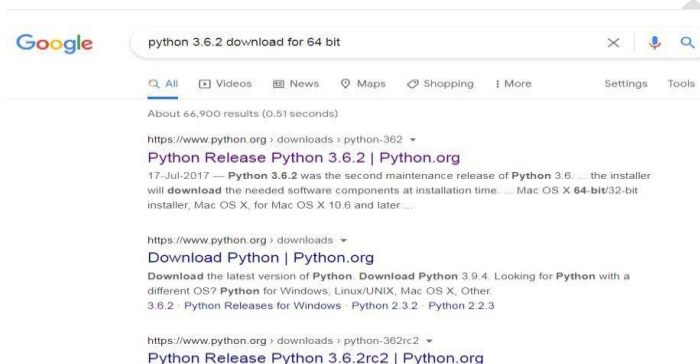 Google
python 3.6.2 download for 64 bit
All Videos News Maps Shopping More Settings Tools
About 66,900 results (0.51 seconds)
https://www.python.org › downloads › python-362
Python Release Python 3.6.2 | Python.org
17-Jul-2017 — Python 3.6.2 was the second maintenance release of Python 3.6. ... the installer
will download the needed software components at installation time. ... Mac OS X 64-bit/32-bit
installer, Mac OS X, for Mac OS X 10.6 and later ...
https://www.python.org › downloads
Download Python | Python.org
Download the latest version of Python. Download Python 3.9.4. Looking for Python with a
different OS? Python for Windows, Linux/UNIX, Mac OS X, Other.
3.6.2 · Python Releases for Windows · Python 2.3.2 · Python 2.2.3
https://www.python.org › downloads › python-362rc2
Python Release Python 3.6.2rc2 | Python.org